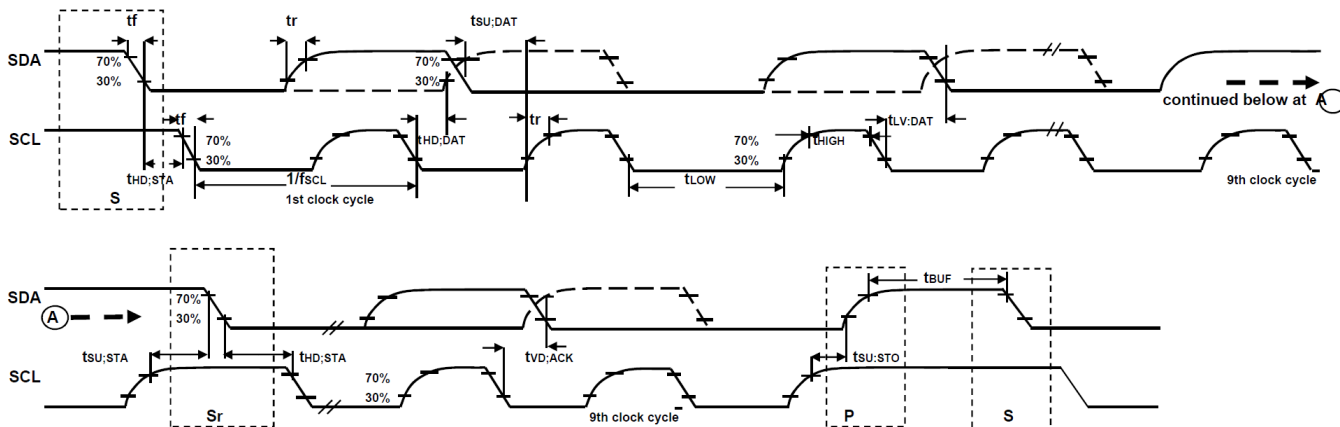 tf tr tSU;DAT
SDA 70% 70%
30% 30%
continued below at A
tf tHD;DAT tr tLV:DAT
SCL 70% 70% tHIGH
30% 30%
tHD;STA 1/fSCL tLOW
S 1st clock cycle 9th clock cycle
tBUF
SDA 70%
A 30%
tSU;STA tHD;STA tVD;ACK tSU:STO
SCL 70%
30%
Sr 9th clock cycle P S